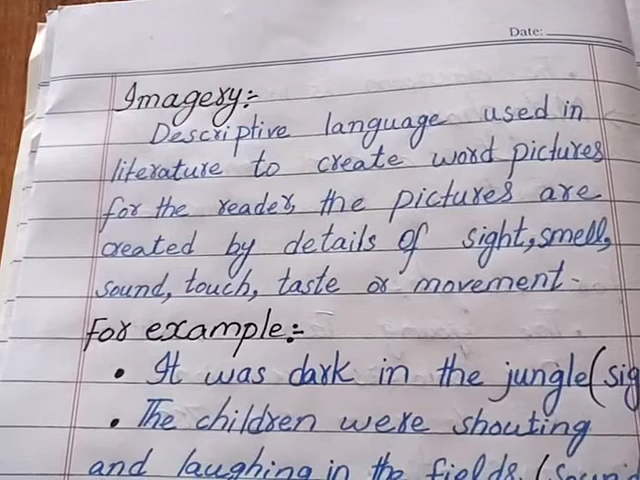 Date:
Imagery:-
Descriptive language used in
literature to create word pictures
for the reader, the pictures are
created by details of sight, smell,
sound, touch, taste or movement.
For example:-
• It was dark in the jungle (sig
• The children were shouting
and laughing in the fields. (Soun